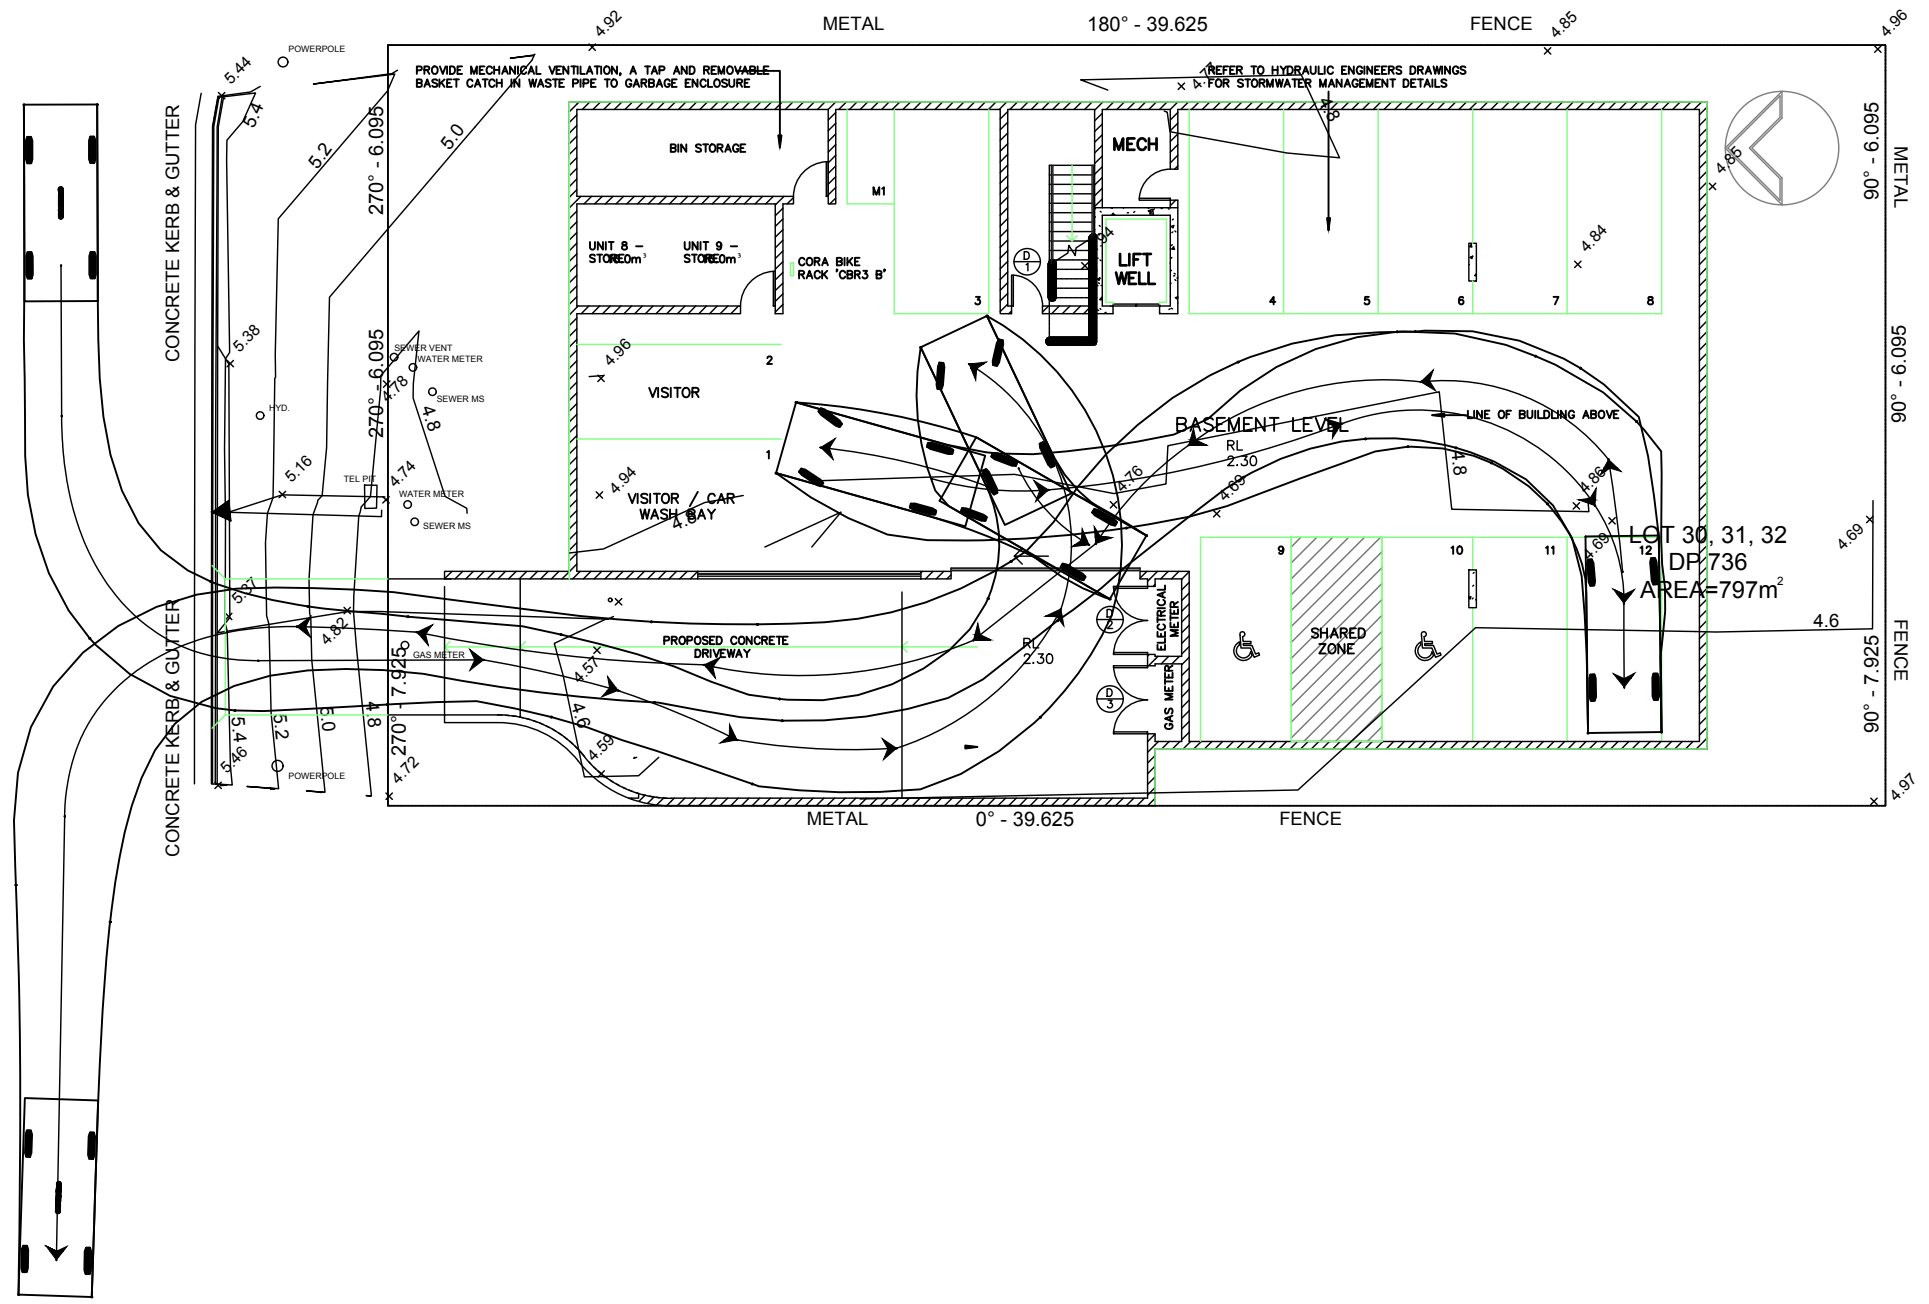 METAL
180° - 39.625
FENCE
4.92
4.85
4.96
POWERPOLE
5.44
PROVIDE MECHANICAL VENTILATION, A TAP AND REMOVABLE
BASKET CATCH IN WASTE PIPE TO GARBAGE ENCLOSURE
REFER TO HYDRAULIC ENGINEERS DRAWINGS
FOR STORMWATER MANAGEMENT DETAILS
5.4
5.2
5.0
4.8
CONCRETE KERB & GUTTER
270° - 6.095
BIN STORAGE
M1
MECH
4.85
90° - 6.095
METAL
UNIT 8 -
UNIT 9 -
CORA BIKE
RACK 'CBR3 B'
D
1
LIFT
WELL
4.84
3
4
5
6
7
8
5.38
270° - 6.095
SEWER VENT
WATER METER
4.78
SEWER MS
4.8
HYD.
4.96
2
VISITOR
90° - 6.095
BASEMENT LEVEL
RL
2.30
LINE OF BUILDLING ABOVE
1
5.16
TEL PIT
4.74
WATER METER
SEWER MS
4.94
VISITOR / CAR
WASH BAY
4.76
4.69
4.8
4.86
4.69
4.69
LOT 30, 31, 32
DP 736
AREA=797m²
9
10
11
12
5.37
4.82
GAS METER
PROPOSED CONCRETE
DRIVEWAY
4.57
RL
2.30
D
2
ELECTRICAL
METER
SHARED
ZONE
4.6
CONCRETE KERB & GUTTER
270° - 7.925
D
3
GAS METER
FENCE
90° - 7.925
5.4
5.2
5.0
4.8
4.6
4.59
5.46
POWERPOLE
4.72
4.97
METAL
0° - 39.625
FENCE